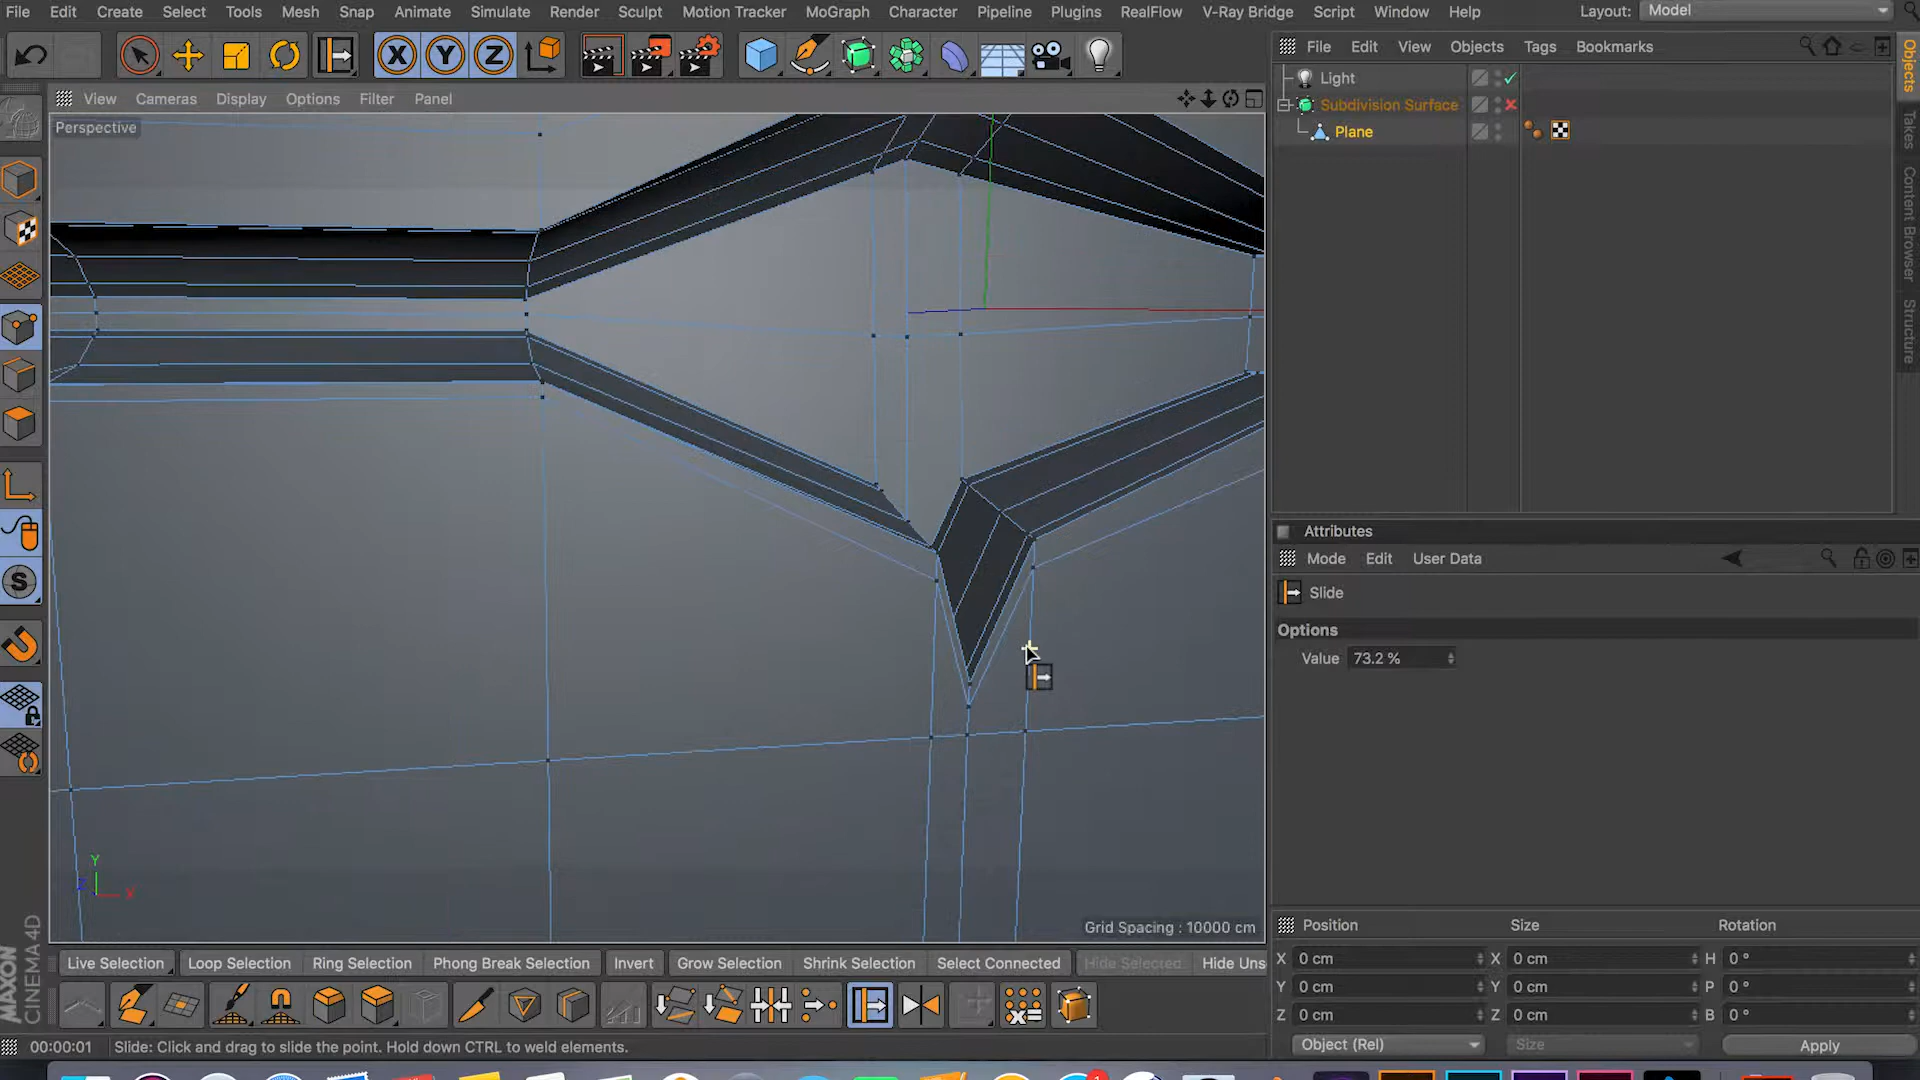 File Edit Create Select Tools Mesh Snap Animate Simulate Render Sculpt Motion Tracker MoGraph Character Pipeline Plugins RealFlow V-Ray Bridge Script Window Help Layout: Model
X Y Z
File Edit View Objects Tags Bookmarks
Objects
Takes
Content Browser
Structure
View Cameras Display Options Filter Panel
Light
Subdivision Surface
Plane
Perspective
Attributes
Mode Edit User Data
Slide
Options
Value 73.2 %
Y
X
Grid Spacing : 10000 cm
MAXON
CINEMA 4D
Live Selection Loop Selection Ring Selection Phong Break Selection Invert Grow Selection Shrink Selection Select Connected Hide Selected Hide Uns
Position Size Rotation
X 0 cm X 0 cm H 0 °
Y 0 cm Y 0 cm P 0 °
Z 0 cm Z 0 cm B 0 °
Object (Rel) Size Apply
00:00:01 Slide: Click and drag to slide the point. Hold down CTRL to weld elements.